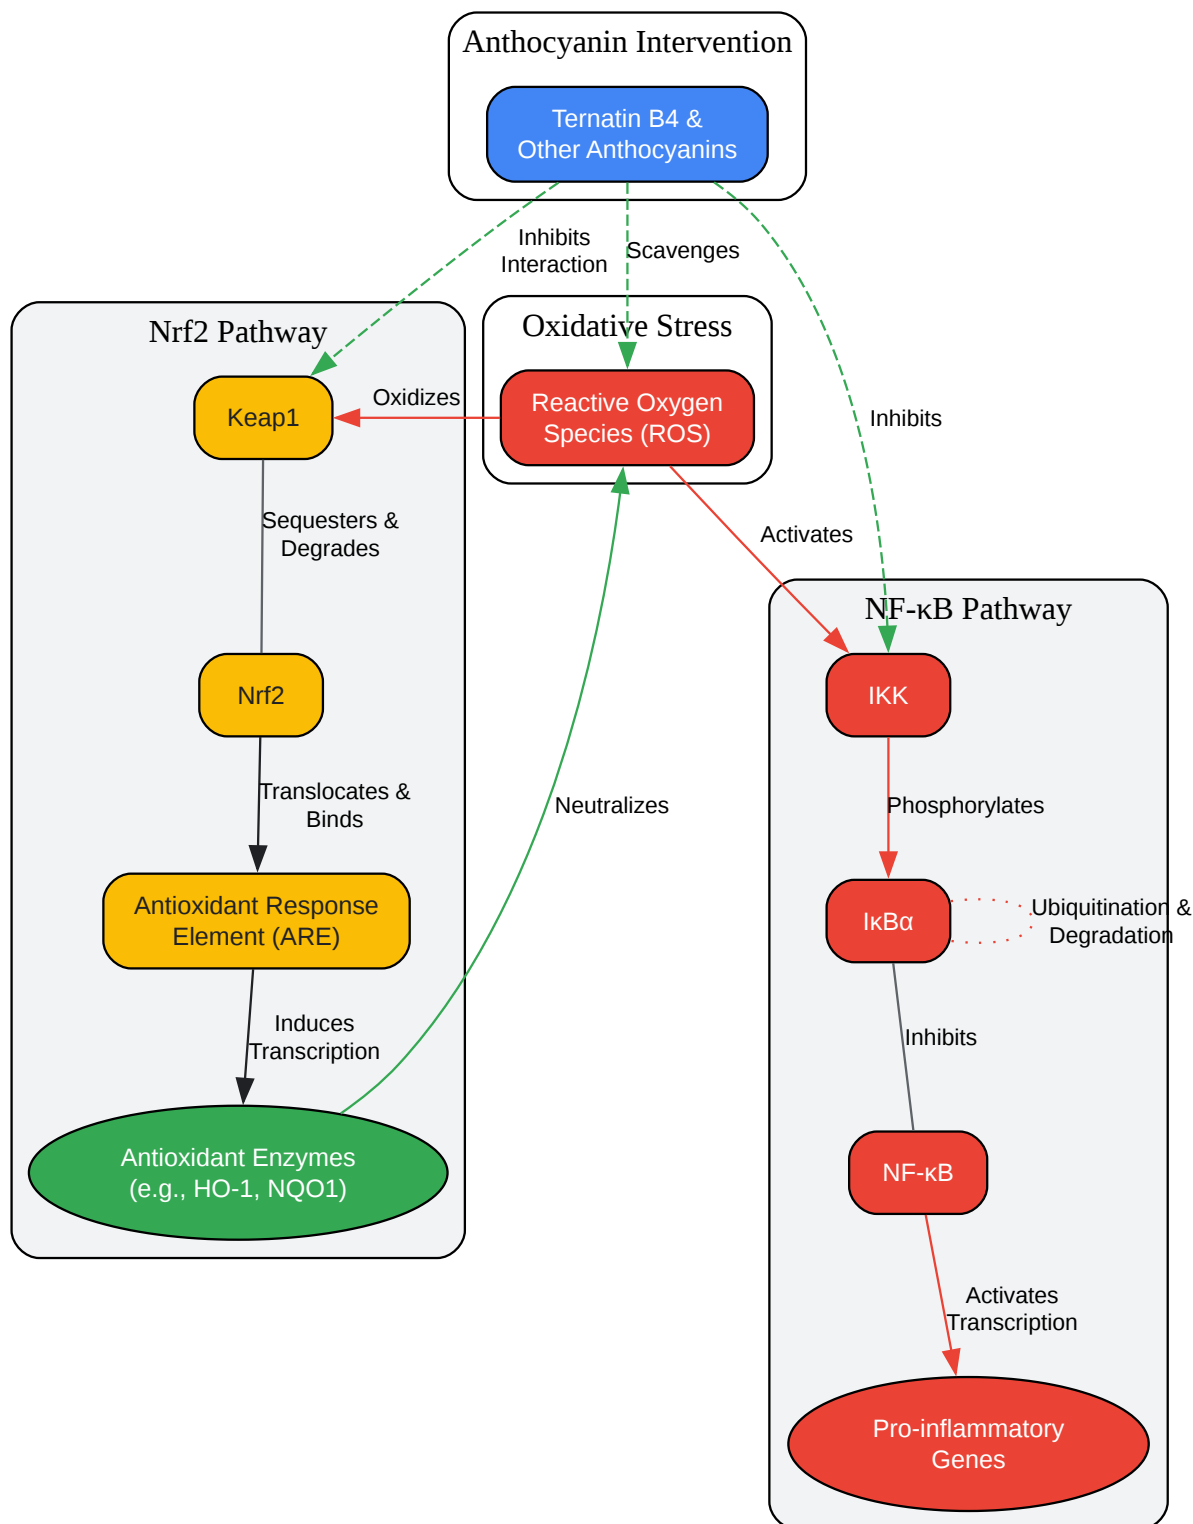 Anthocyanin Intervention
Ternatin B4 &
Other Anthocyanins
Inhibits
Interaction
Scavenges
Nrf2 Pathway
Oxidative Stress
Keap1
Oxidizes
Reactive Oxygen
Species (ROS)
Inhibits
Sequesters &
Degrades
Activates
NF-κB Pathway
Nrf2
IKK
Translocates &
Binds
Neutralizes
Phosphorylates
Antioxidant Response
Element (ARE)
IκBα
Ubiquitination &
Degradation
Induces
Transcription
Inhibits
Antioxidant Enzymes
(e.g., HO-1, NQO1)
NF-κB
Activates
Transcription
Pro-inflammatory
Genes